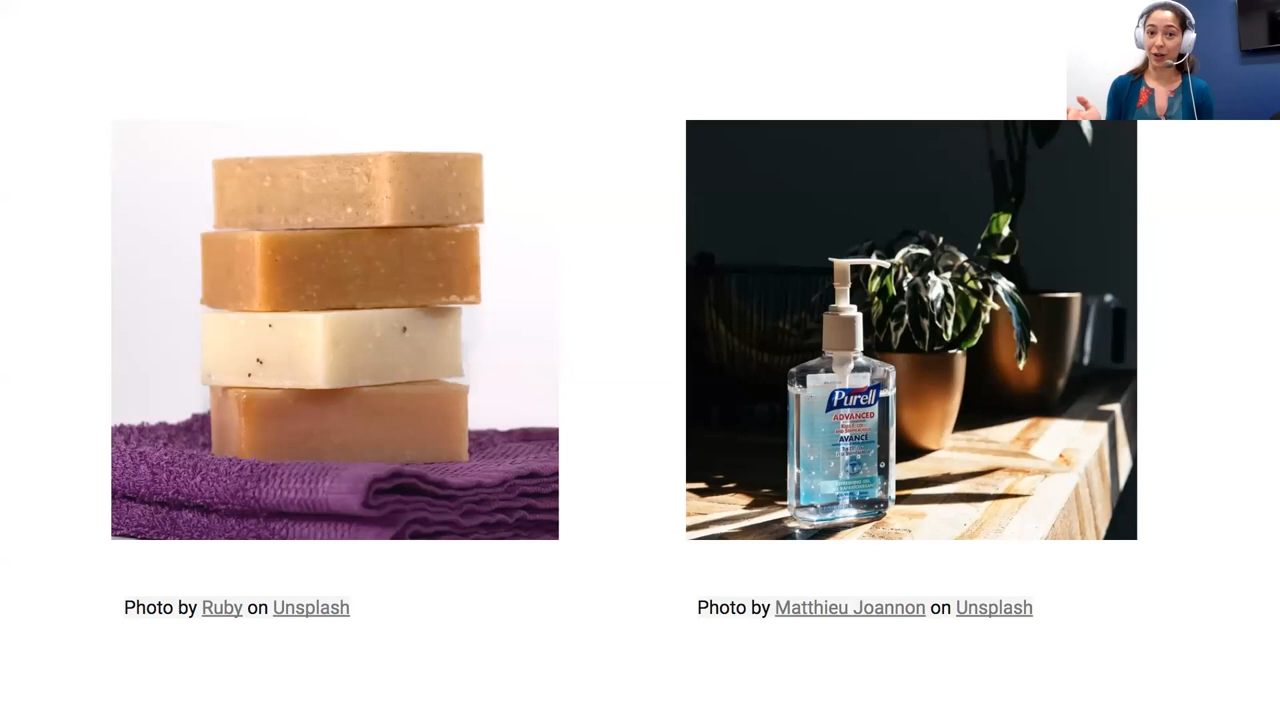 Purell
ADVANCED
AVANCÉ
Photo by Ruby on Unsplash
Photo by Matthieu Joannon on Unsplash